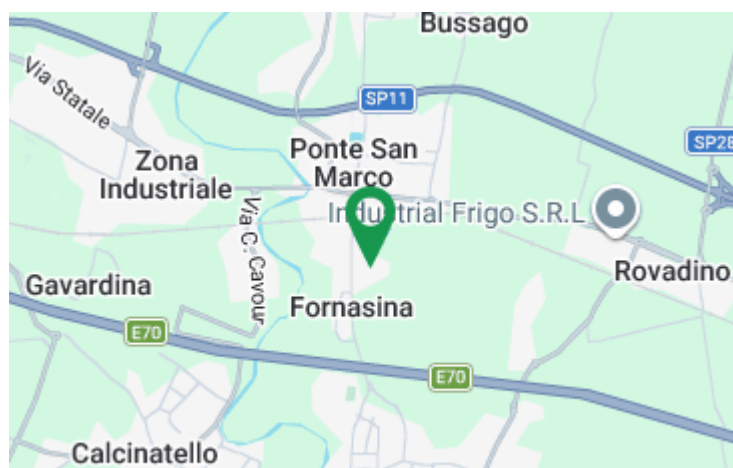 Bussago
Via Statale
SP11
SP28
Ponte San
Marco
Zona
Industriale
Industrial Frigo S.R.L
Via C. Cavour
Gavardina
Rovadino
Fornasina
E70
E70
Calcinatello